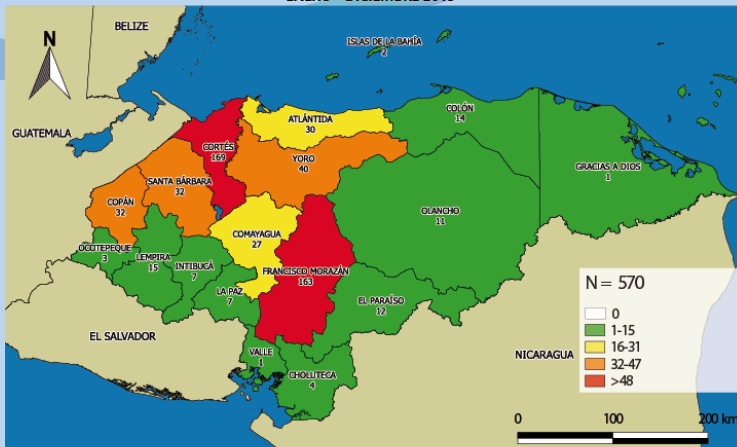 BELIZE
N
ISLAS DE LA BAHÍA
2
GUATEMALA
ATLÁNTIDA
30
COLÓN
14
CORTÉS
169
YORO
40
GRACIAS A DIOS
1
SANTA BÁRBARA
32
COPÁN
32
OLANCHO
11
COMAYAGUA
27
OCOTEPEQUE
3
LEMPIRA
15
INTIBUCÁ
7
FRANCISCO MORAZÁN
163
LA PAZ
7
EL PARAÍSO
12
N = 570
0
1-15
16-31
32-47
>48
EL SALVADOR
VALLE
1
NICARAGUA
CHOLUTECA
4
0 100 200 km